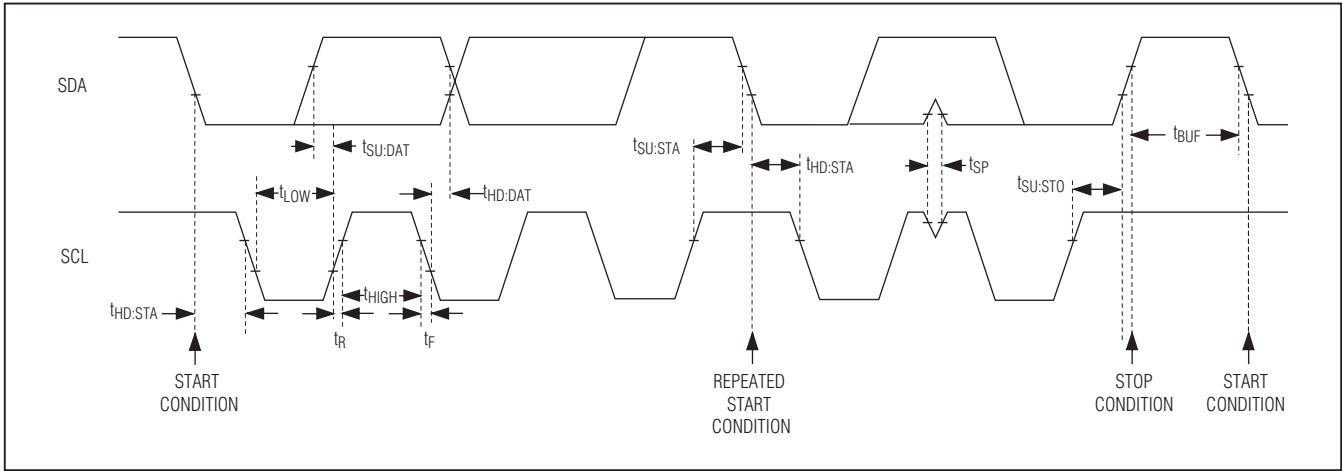 SDA
tSU:DAT
tSU:STA
tHD:STA
tSP
tBUF
tSU:STO
tLOW
tHD:DAT
SCL
tHD:STA
tHIGH
tR
tF
START
CONDITION
REPEATED
START
CONDITION
STOP
CONDITION
START
CONDITION